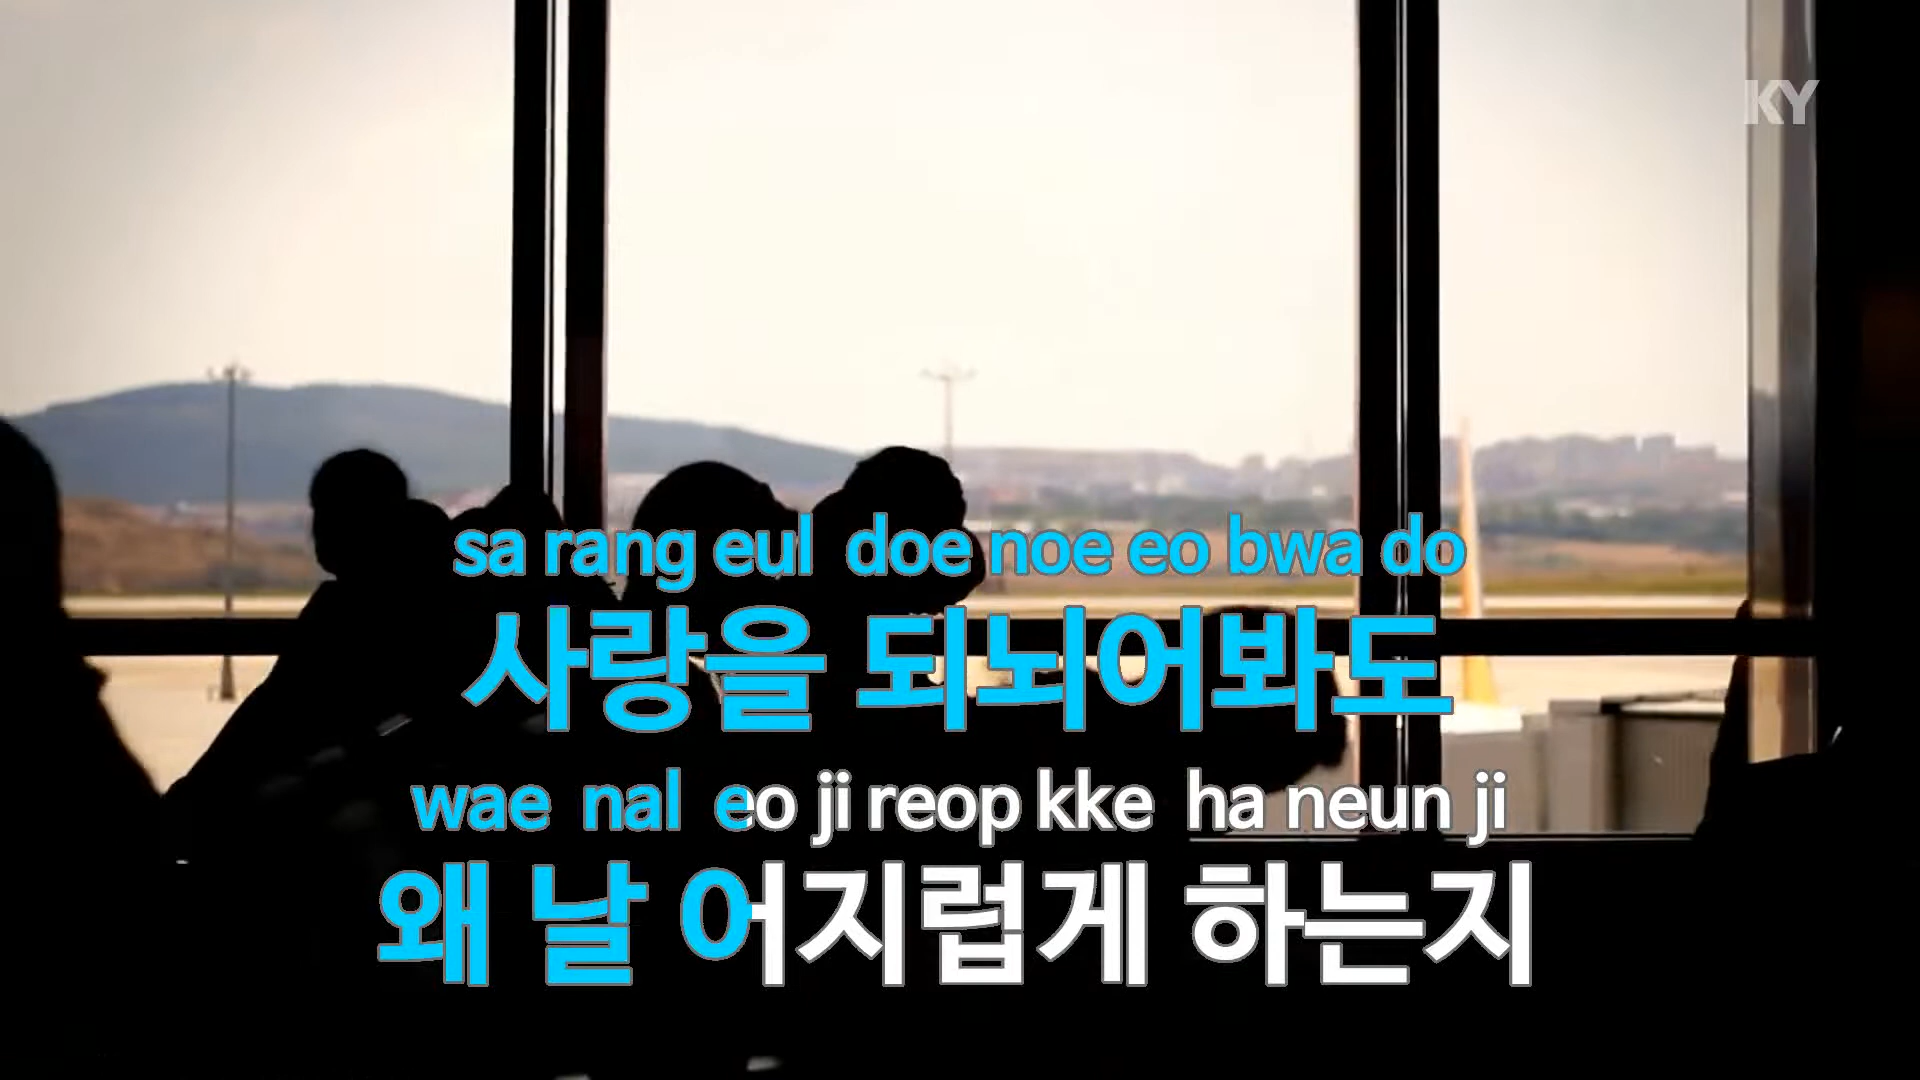 KY
sa rang eul doe noe eo bwa do
사랑을 되뇌어봐도
wae nal eo ji reop kke ha neun ji
왜 날 어지럽게 하는지